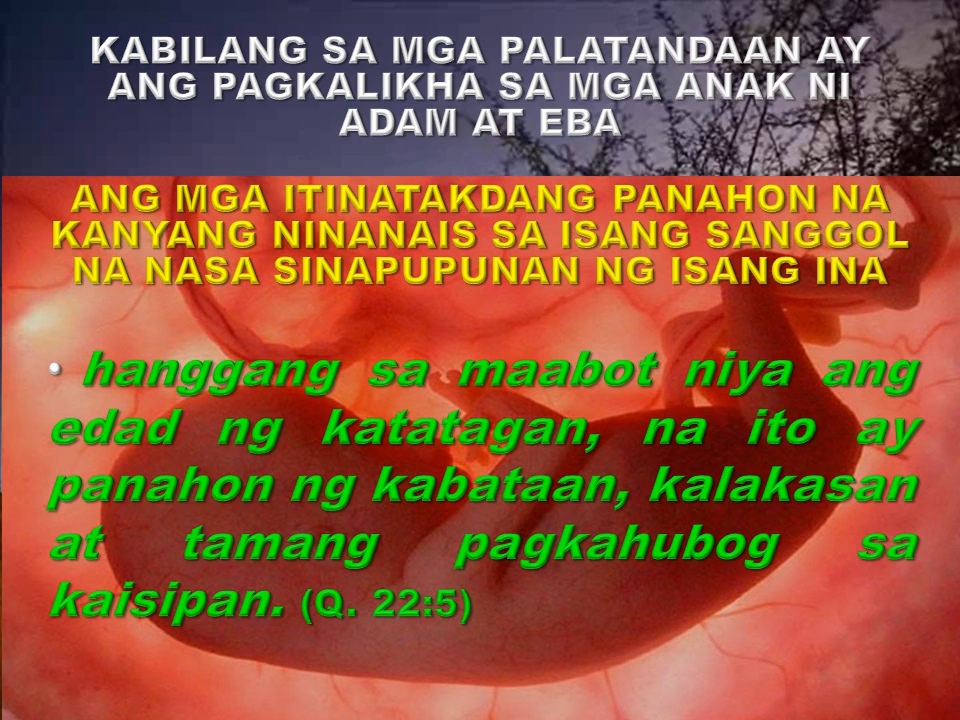 KABILANG SA MGA PALATANDAAN AY
ANG PAGKALIKHA SA MGA ANAK NI
ADAM AT EBA
ANG MGA ITINATAKDANG PANAHON NA
KANYANG NINANAIS SA ISANG SANGGOL
NA NASA SINAPUPUNAN NG ISANG INA
• hanggang sa maabot niya ang
edad ng katatagan, na ito ay
panahon ng kabataan, kalakasan
at tamang pagkahubog sa
kaisipan. (Q. 22:5)